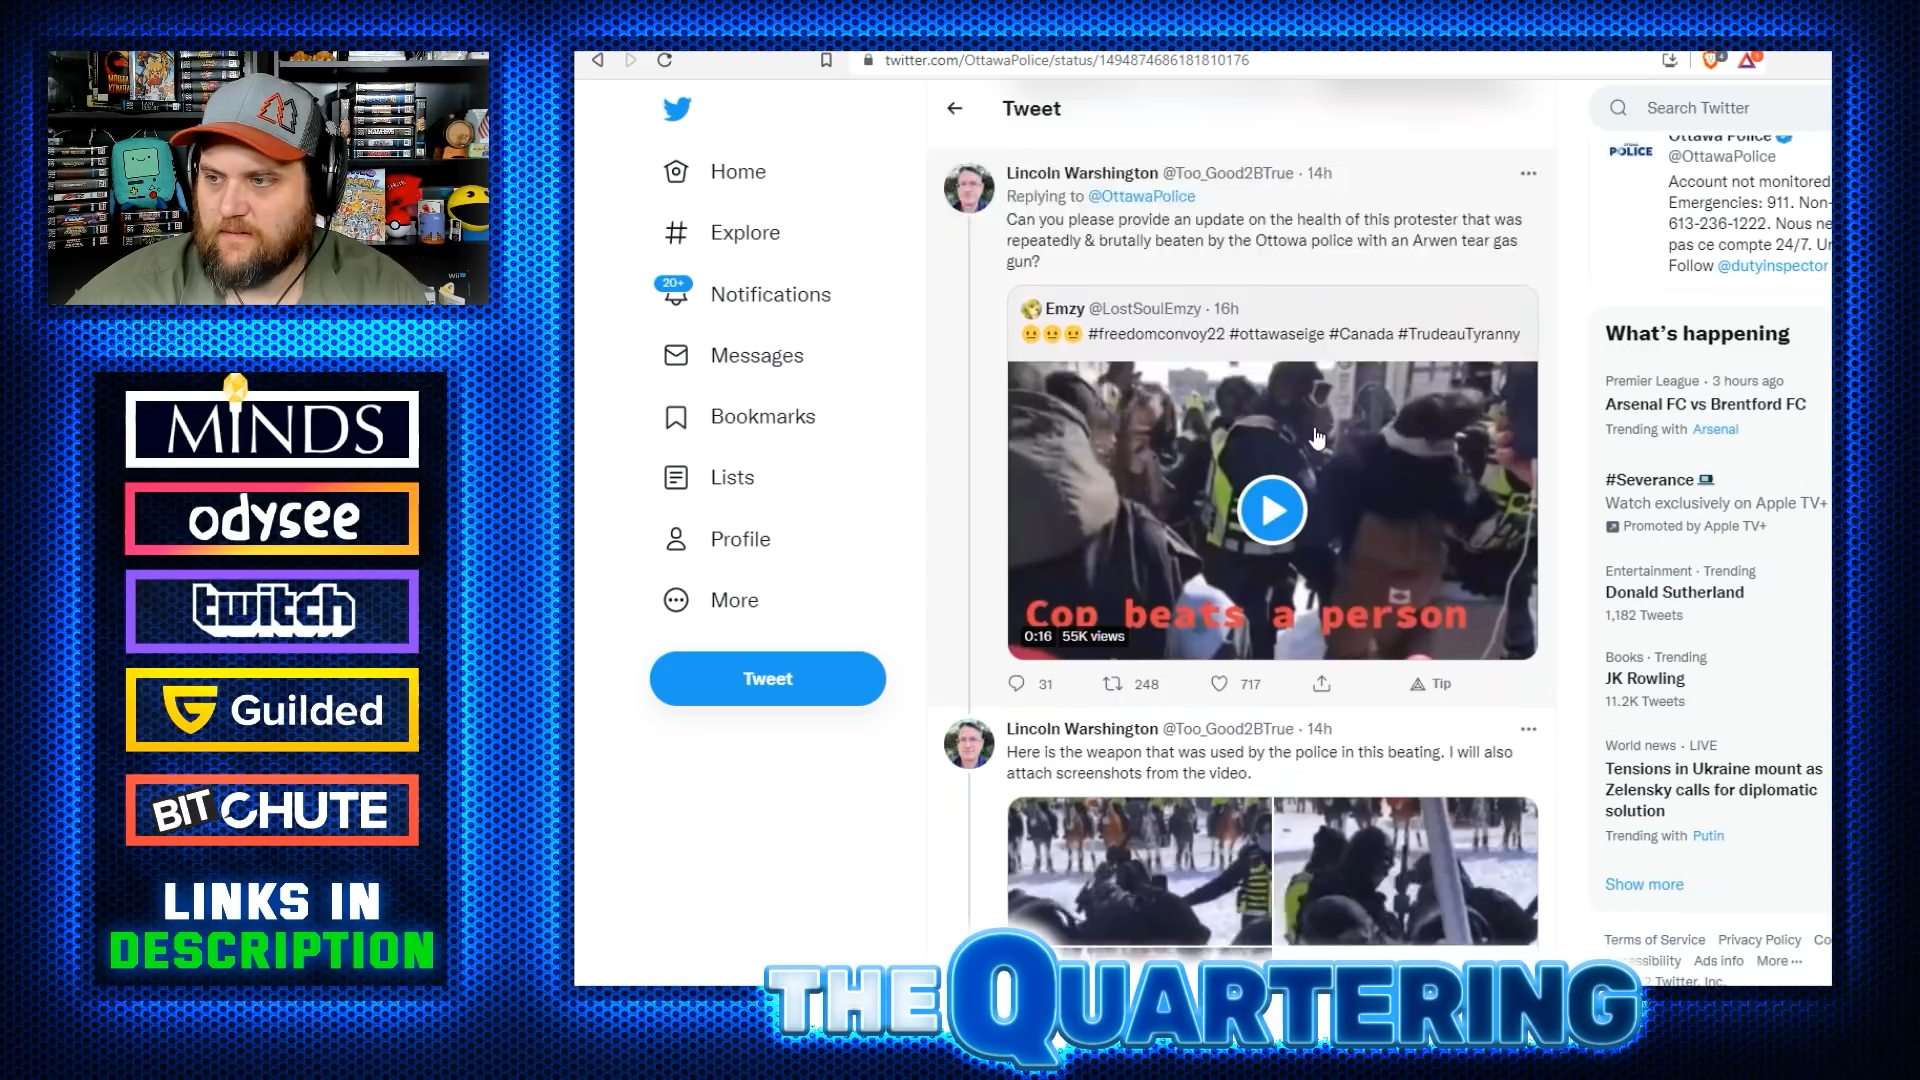 twitter.com/OttawaPolice/status/1494874686181810176
Tweet
Search Twitter
Home
Explore
20+
Notifications
Messages
Bookmarks
Lists
Profile
More
Tweet
Lincoln Warshington @Too_Good2BTrue · 14h
Replying to @OttawaPolice
Can you please provide an update on the health of this protester that was
repeatedly & brutally beaten by the Ottowa police with an Arwen tear gas
gun?
Emzy @LostSoulEmzy · 16h
#freedomconvoy22 #ottawaseige #Canada #TrudeauTyranny
Cop beats a person
0:16 55K views
31 248 717 Tip
Lincoln Warshington @Too_Good2BTrue · 14h
Here is the weapon that was used by the police in this beating. I will also
attach screenshots from the video.
Ottawa Police
POLICE
@OttawaPolice
Account not monitored
Emergencies: 911. Non-
613-236-1222. Nous ne
pas ce compte 24/7. Ur
Follow @dutyinspector
What's happening
Premier League · 3 hours ago
Arsenal FC vs Brentford FC
Trending with Arsenal
#Severance
Watch exclusively on Apple TV+
Promoted by Apple TV+
Entertainment · Trending
Donald Sutherland
1,182 Tweets
Books · Trending
JK Rowling
11.2K Tweets
World news · LIVE
Tensions in Ukraine mount as
Zelensky calls for diplomatic
solution
Trending with Putin
Show more
Terms of Service Privacy Policy Co
Ads info More
Twitter, Inc.
MINDS
odysee
twitch
Guilded
BITCHUTE
LINKS IN
DESCRIPTION
THE QUARTERING